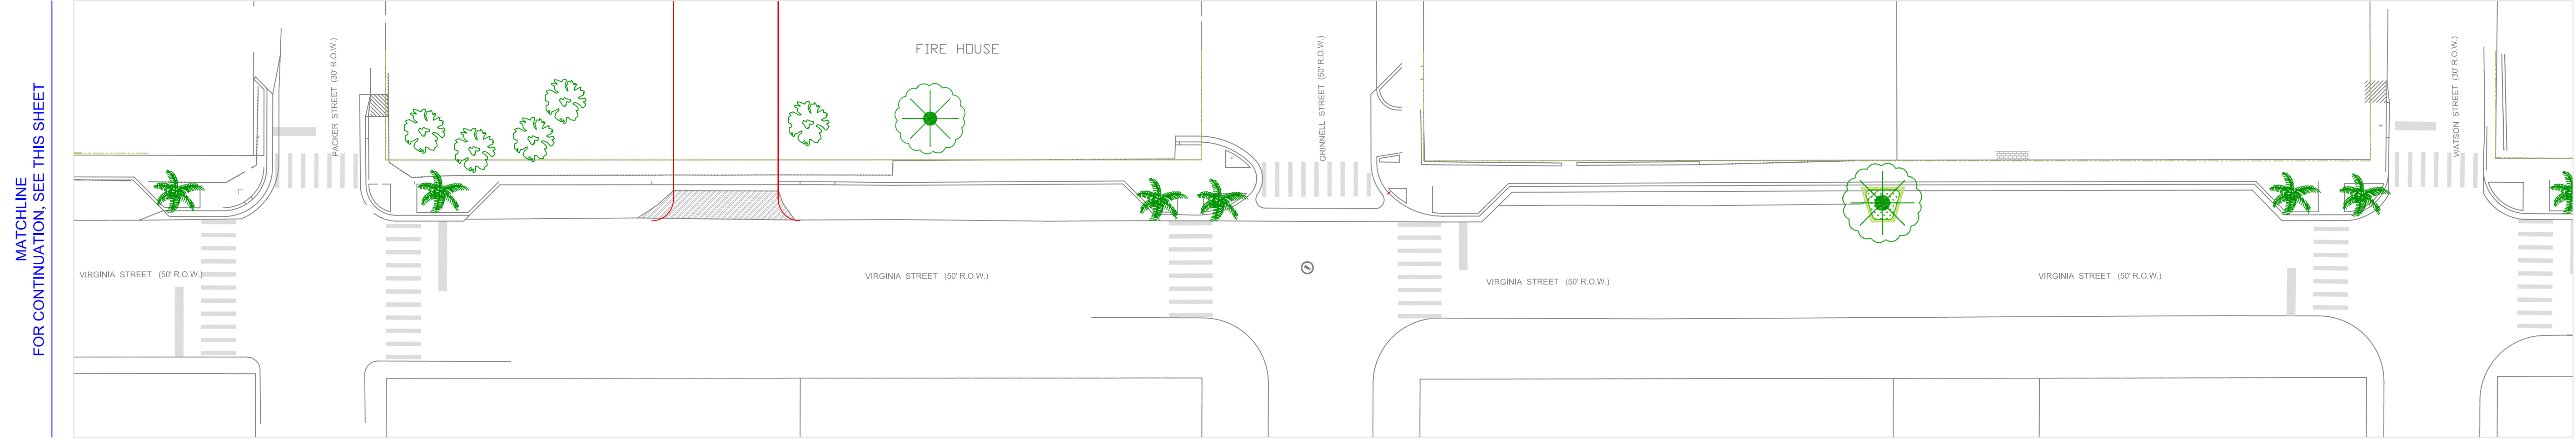 MATCHLINE
FOR CONTINUATION, SEE THIS SHEET
PACKER STREET (30' R.O.W.)
FIRE HOUSE
GRINNELL STREET (50' R.O.W.)
WATSON STREET (30' R.O.W.)
VIRGINIA STREET (50' R.O.W.)
VIRGINIA STREET (50' R.O.W.)
VIRGINIA STREET (50' R.O.W.)
VIRGINIA STREET (50' R.O.W.)